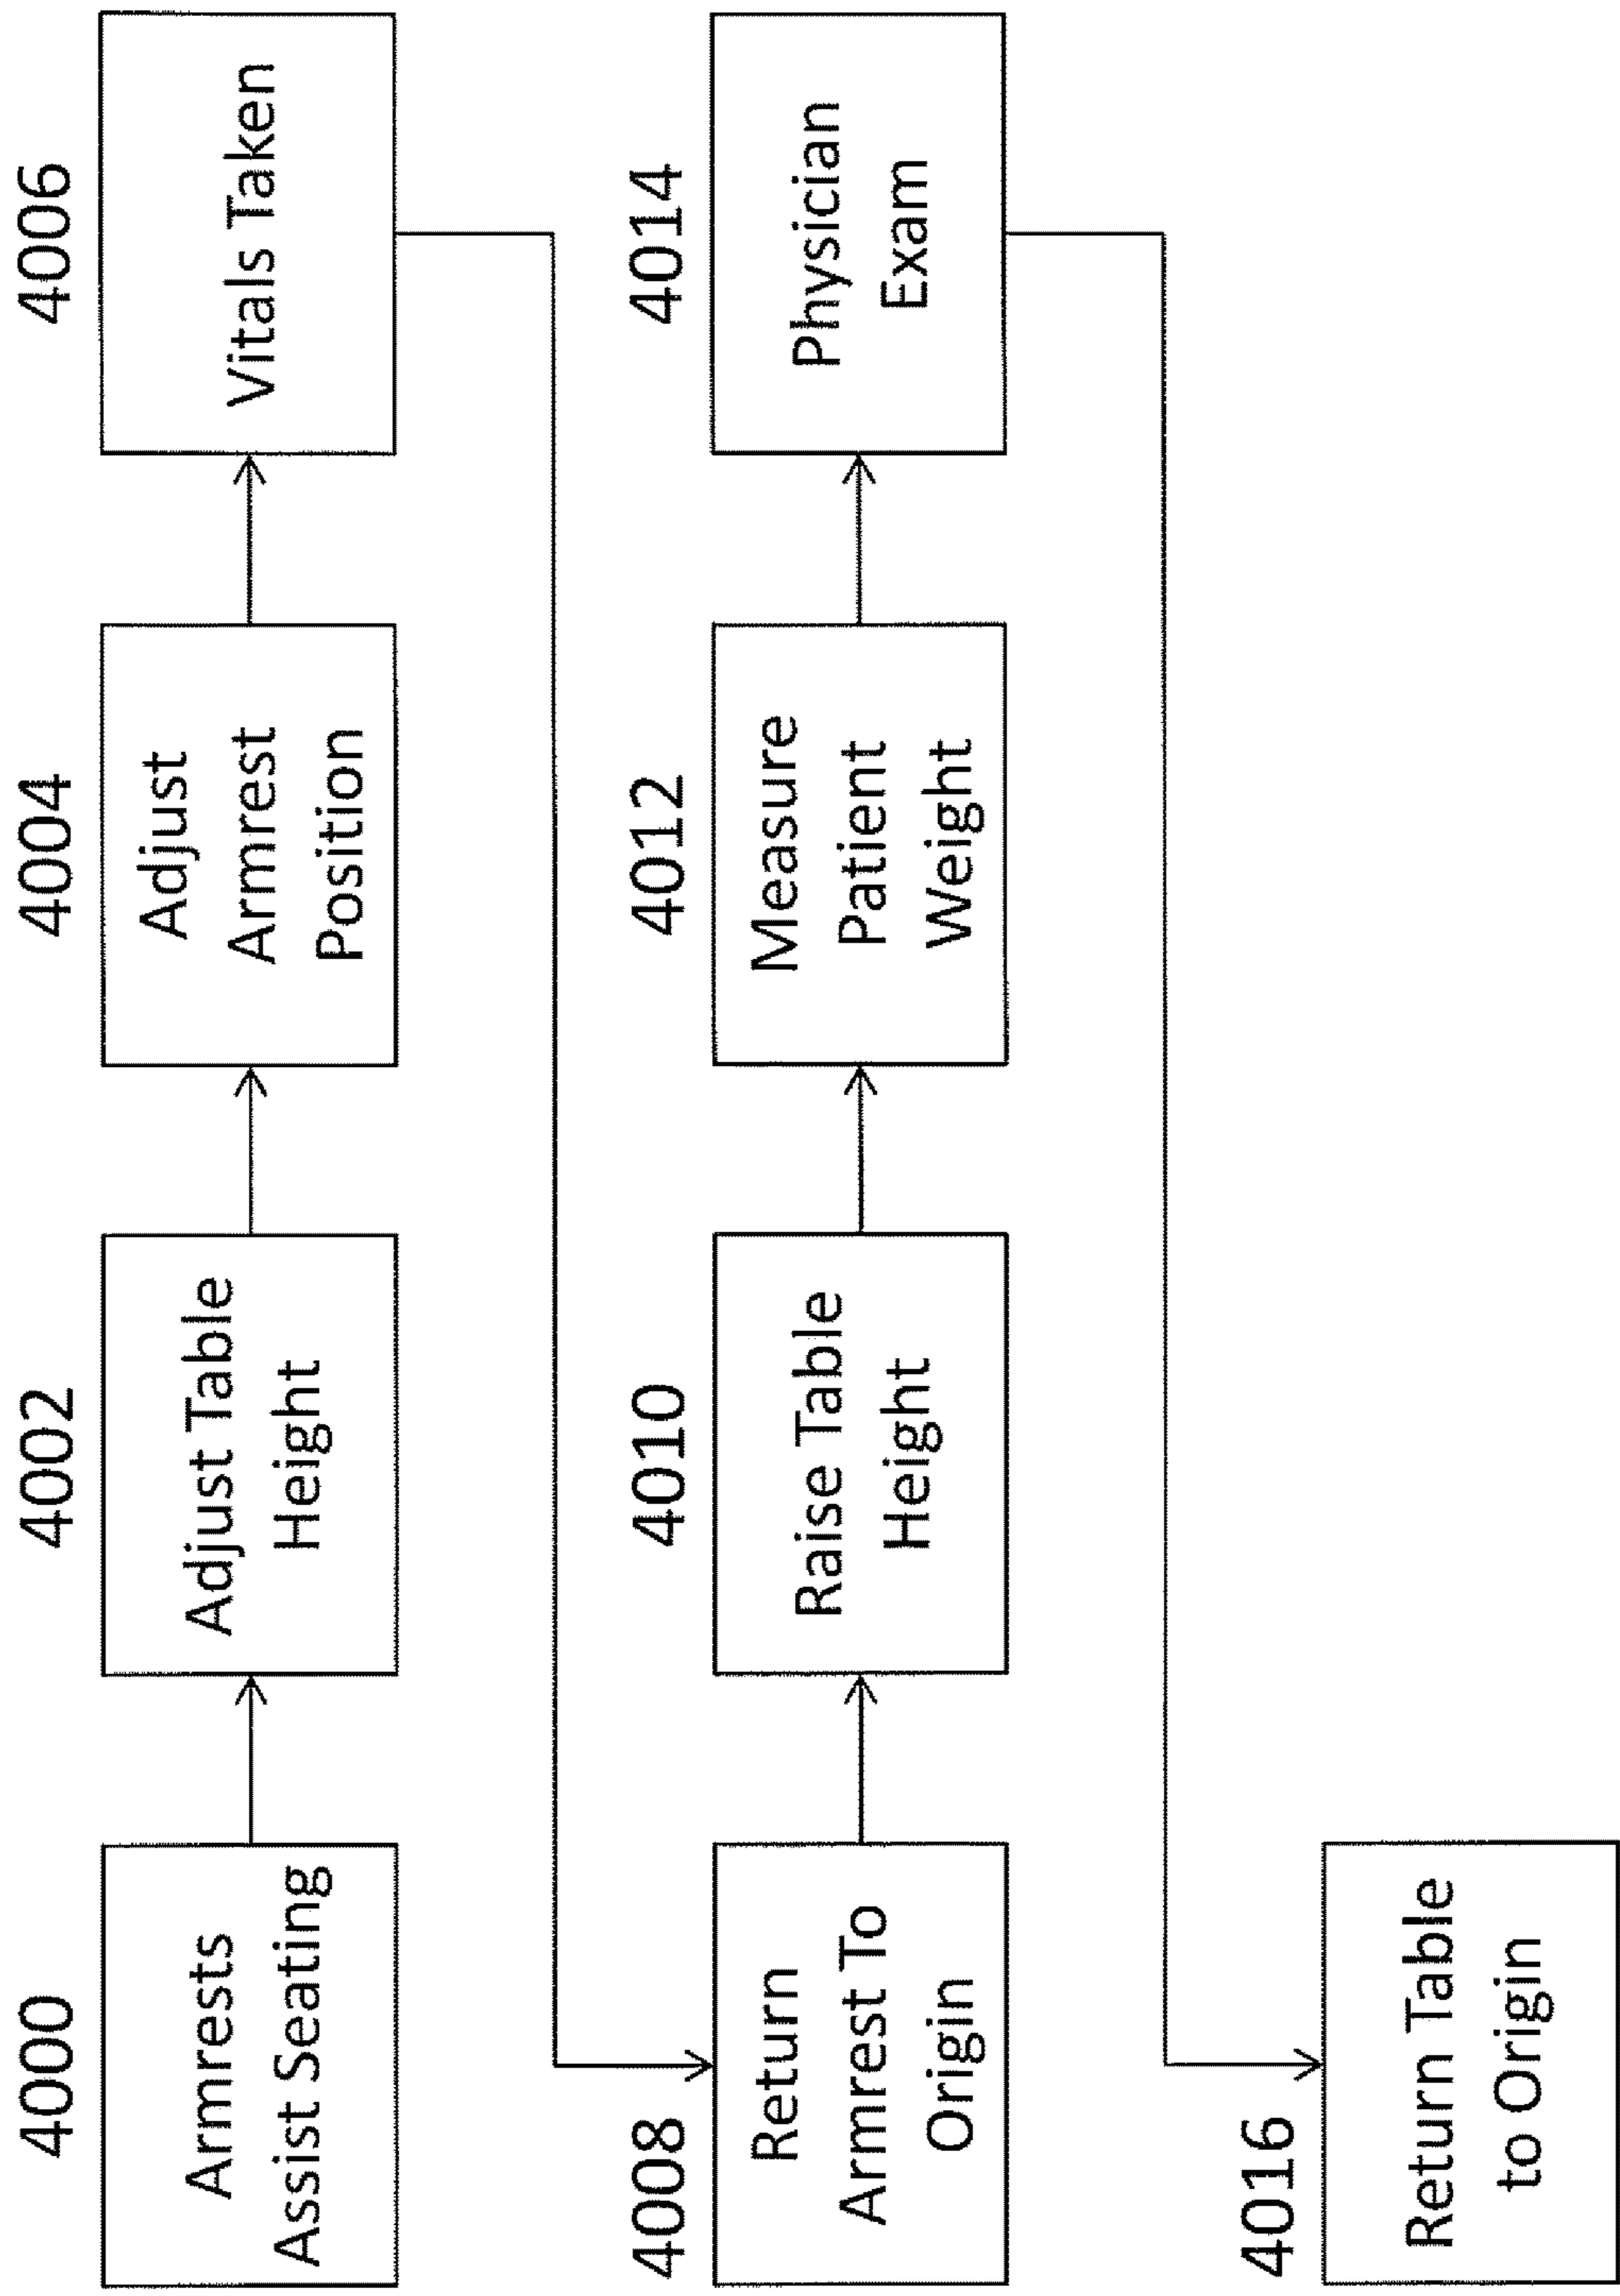 4000
Armrests
Assist Seating
4002
Adjust Table
Height
4004
Adjust
Armrest
Position
4006
Vitals Taken
4008
Return
Armrest To
Origin
4010
Raise Table
Height
4012
Measure
Patient
Weight
4014
Physician
Exam
4016
Return Table
to Origin